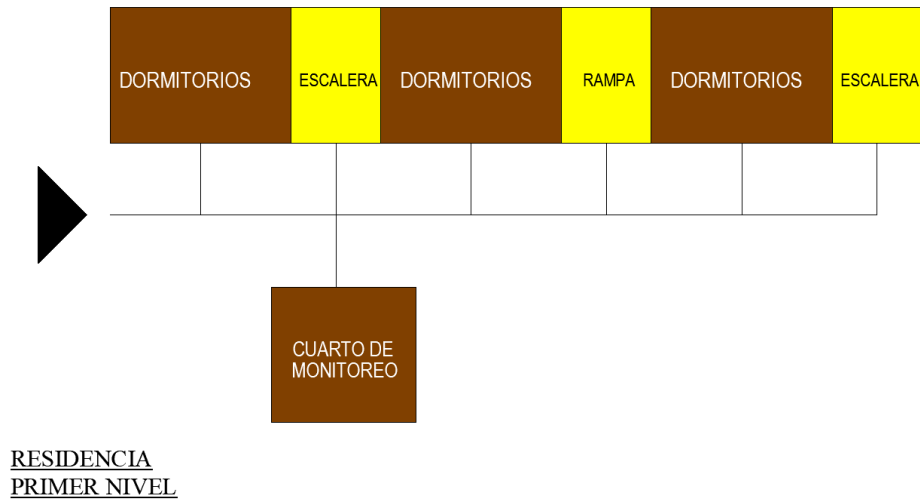 DORMITORIOS ESCALERA DORMITORIOS RAMPA DORMITORIOS ESCALERA
CUARTO DE
MONITOREO
RESIDENCIA
PRIMER NIVEL